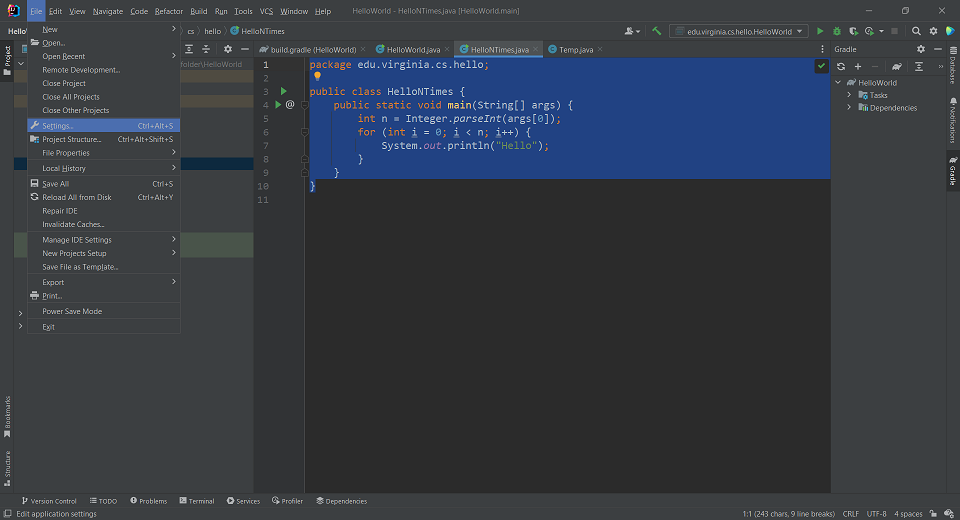 File Edit View Navigate Code Refactor Build Run Tools VCS Window Help HelloWorld - HelloNTimes.java [HelloWorld.main]
cs hello HelloNTimes edu.virginia.cs.hello.HelloWorld
build.gradle (HelloWorld) HelloWorld.java HelloNTimes.java Temp.java Gradle
New
Open...
Open Recent
Remote Development...
Close Project
Close All Projects
Close Other Projects
Settings... Ctrl+Alt+S
Project Structure... Ctrl+Alt+Shift+S
File Properties
Local History
Save All Ctrl+S
Reload All from Disk Ctrl+Alt+Y
Repair IDE
Invalidate Caches...
Manage IDE Settings
New Projects Setup
Save File as Template...
Export
Print...
Power Save Mode
Exit
folder\HelloWorld
1 package edu.virginia.cs.hello;
2
3 public class HelloNTimes {
4 @ public static void main(String[] args) {
5 int n = Integer.parseInt(args[0]);
6 for (int i = 0; i < n; i++) {
7 System.out.println("Hello");
8 }
9 }
10 }
11
HelloWorld
Tasks
Dependencies
Project
Bookmarks
Structure
Database
Notifications
Gradle
Version Control TODO Problems Terminal Services Profiler Dependencies
Edit application settings 1:1 (243 chars, 9 line breaks) CRLF UTF-8 4 spaces